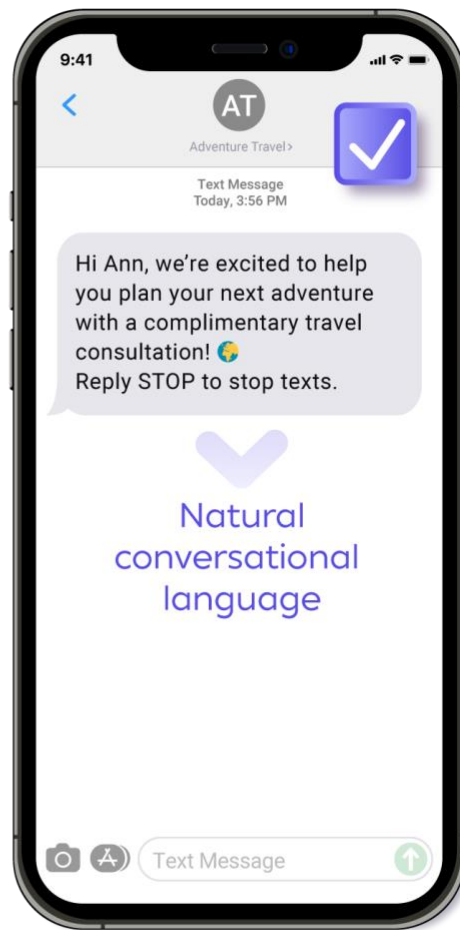 9:41
AT
Adventure Travel>
Text Message
Today, 3:56 PM
Hi Ann, we’re excited to help
you plan your next adventure
with a complimentary travel
consultation! 🌍
Reply STOP to stop texts.
Natural
conversational
language
Text Message